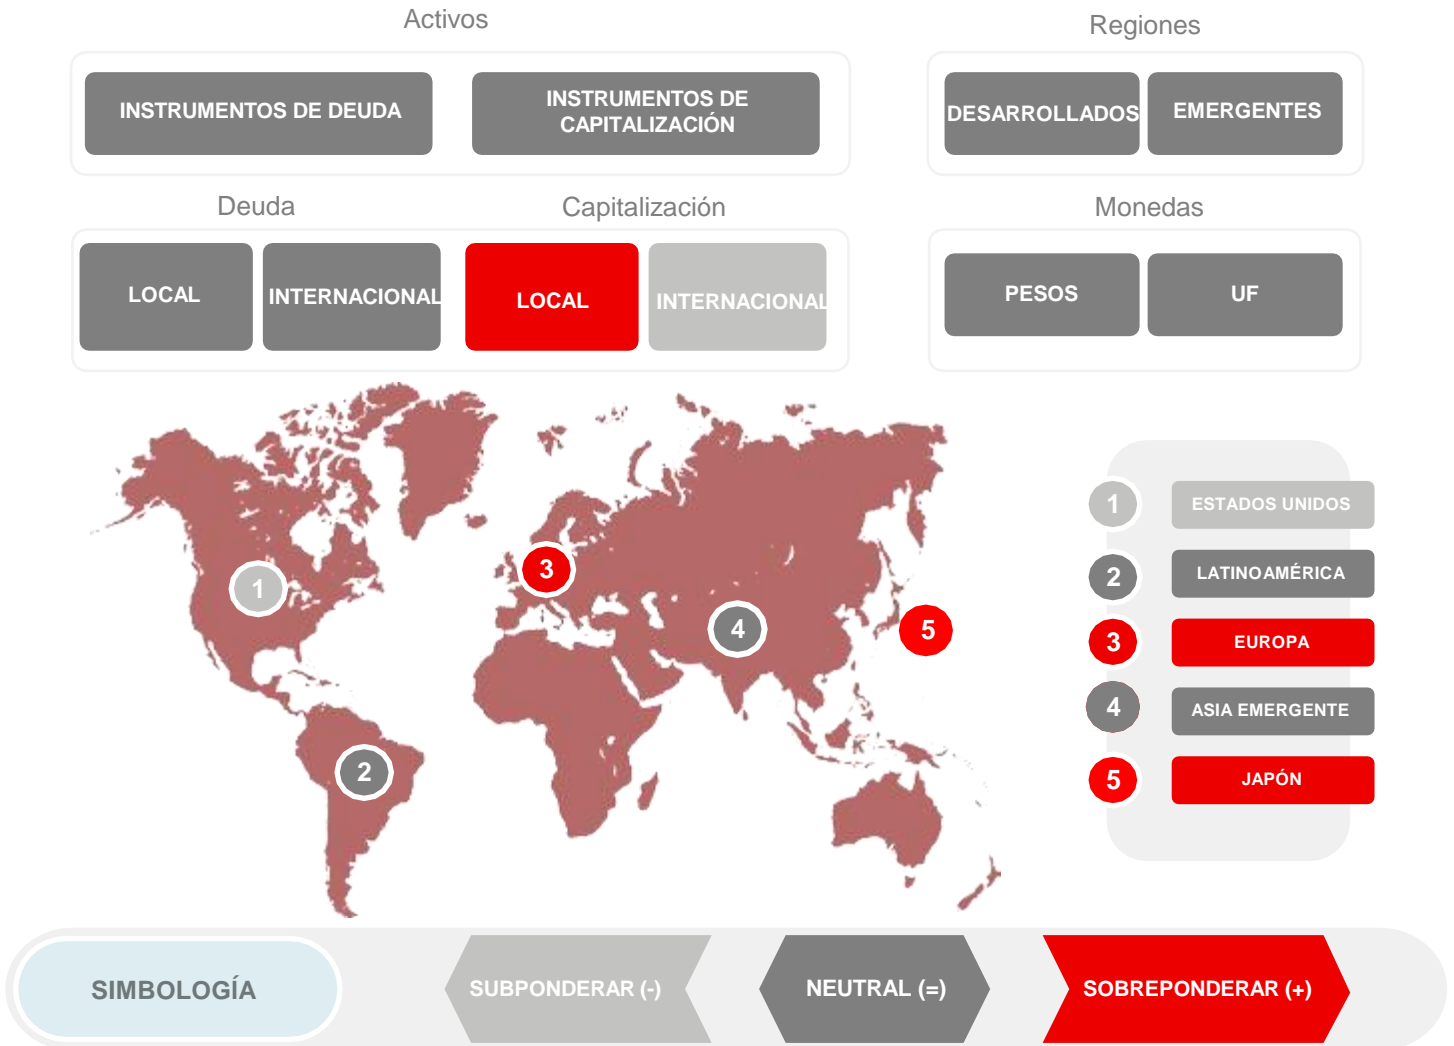 Activos
Regiones
INSTRUMENTOS DE DEUDA
INSTRUMENTOS DE
CAPITALIZACIÓN
DESARROLLADOS
EMERGENTES
Deuda
Capitalización
Monedas
LOCAL
INTERNACIONAL
LOCAL
INTERNACIONAL
PESOS
UF
1
2
3
4
5
1 ESTADOS UNIDOS
2 LATINOAMÉRICA
3 EUROPA
4 ASIA EMERGENTE
5 JAPÓN
SIMBOLOGÍA
SUBPONDERAR (-)
NEUTRAL (=)
SOBREPONDERAR (+)